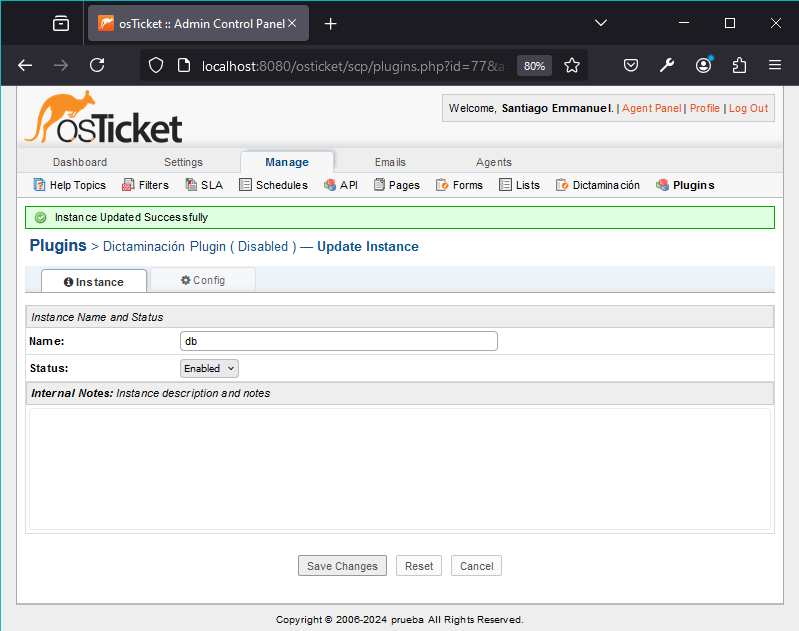 osTicket :: Admin Control Panel
localhost:8080/osticket/scp/plugins.php?id=77&a
80%
osTicket
Welcome, Santiago Emmanuel. | Agent Panel | Profile | Log Out
Dashboard Settings Manage Emails Agents
Help Topics Filters SLA Schedules API Pages Forms Lists Dictaminación Plugins
Instance Updated Successfully
Plugins > Dictaminación Plugin ( Disabled ) — Update Instance
Instance Config
Instance Name and Status
Name: db
Status: Enabled
Internal Notes: Instance description and notes
Save Changes Reset Cancel
Copyright © 2006-2024 prueba All Rights Reserved.